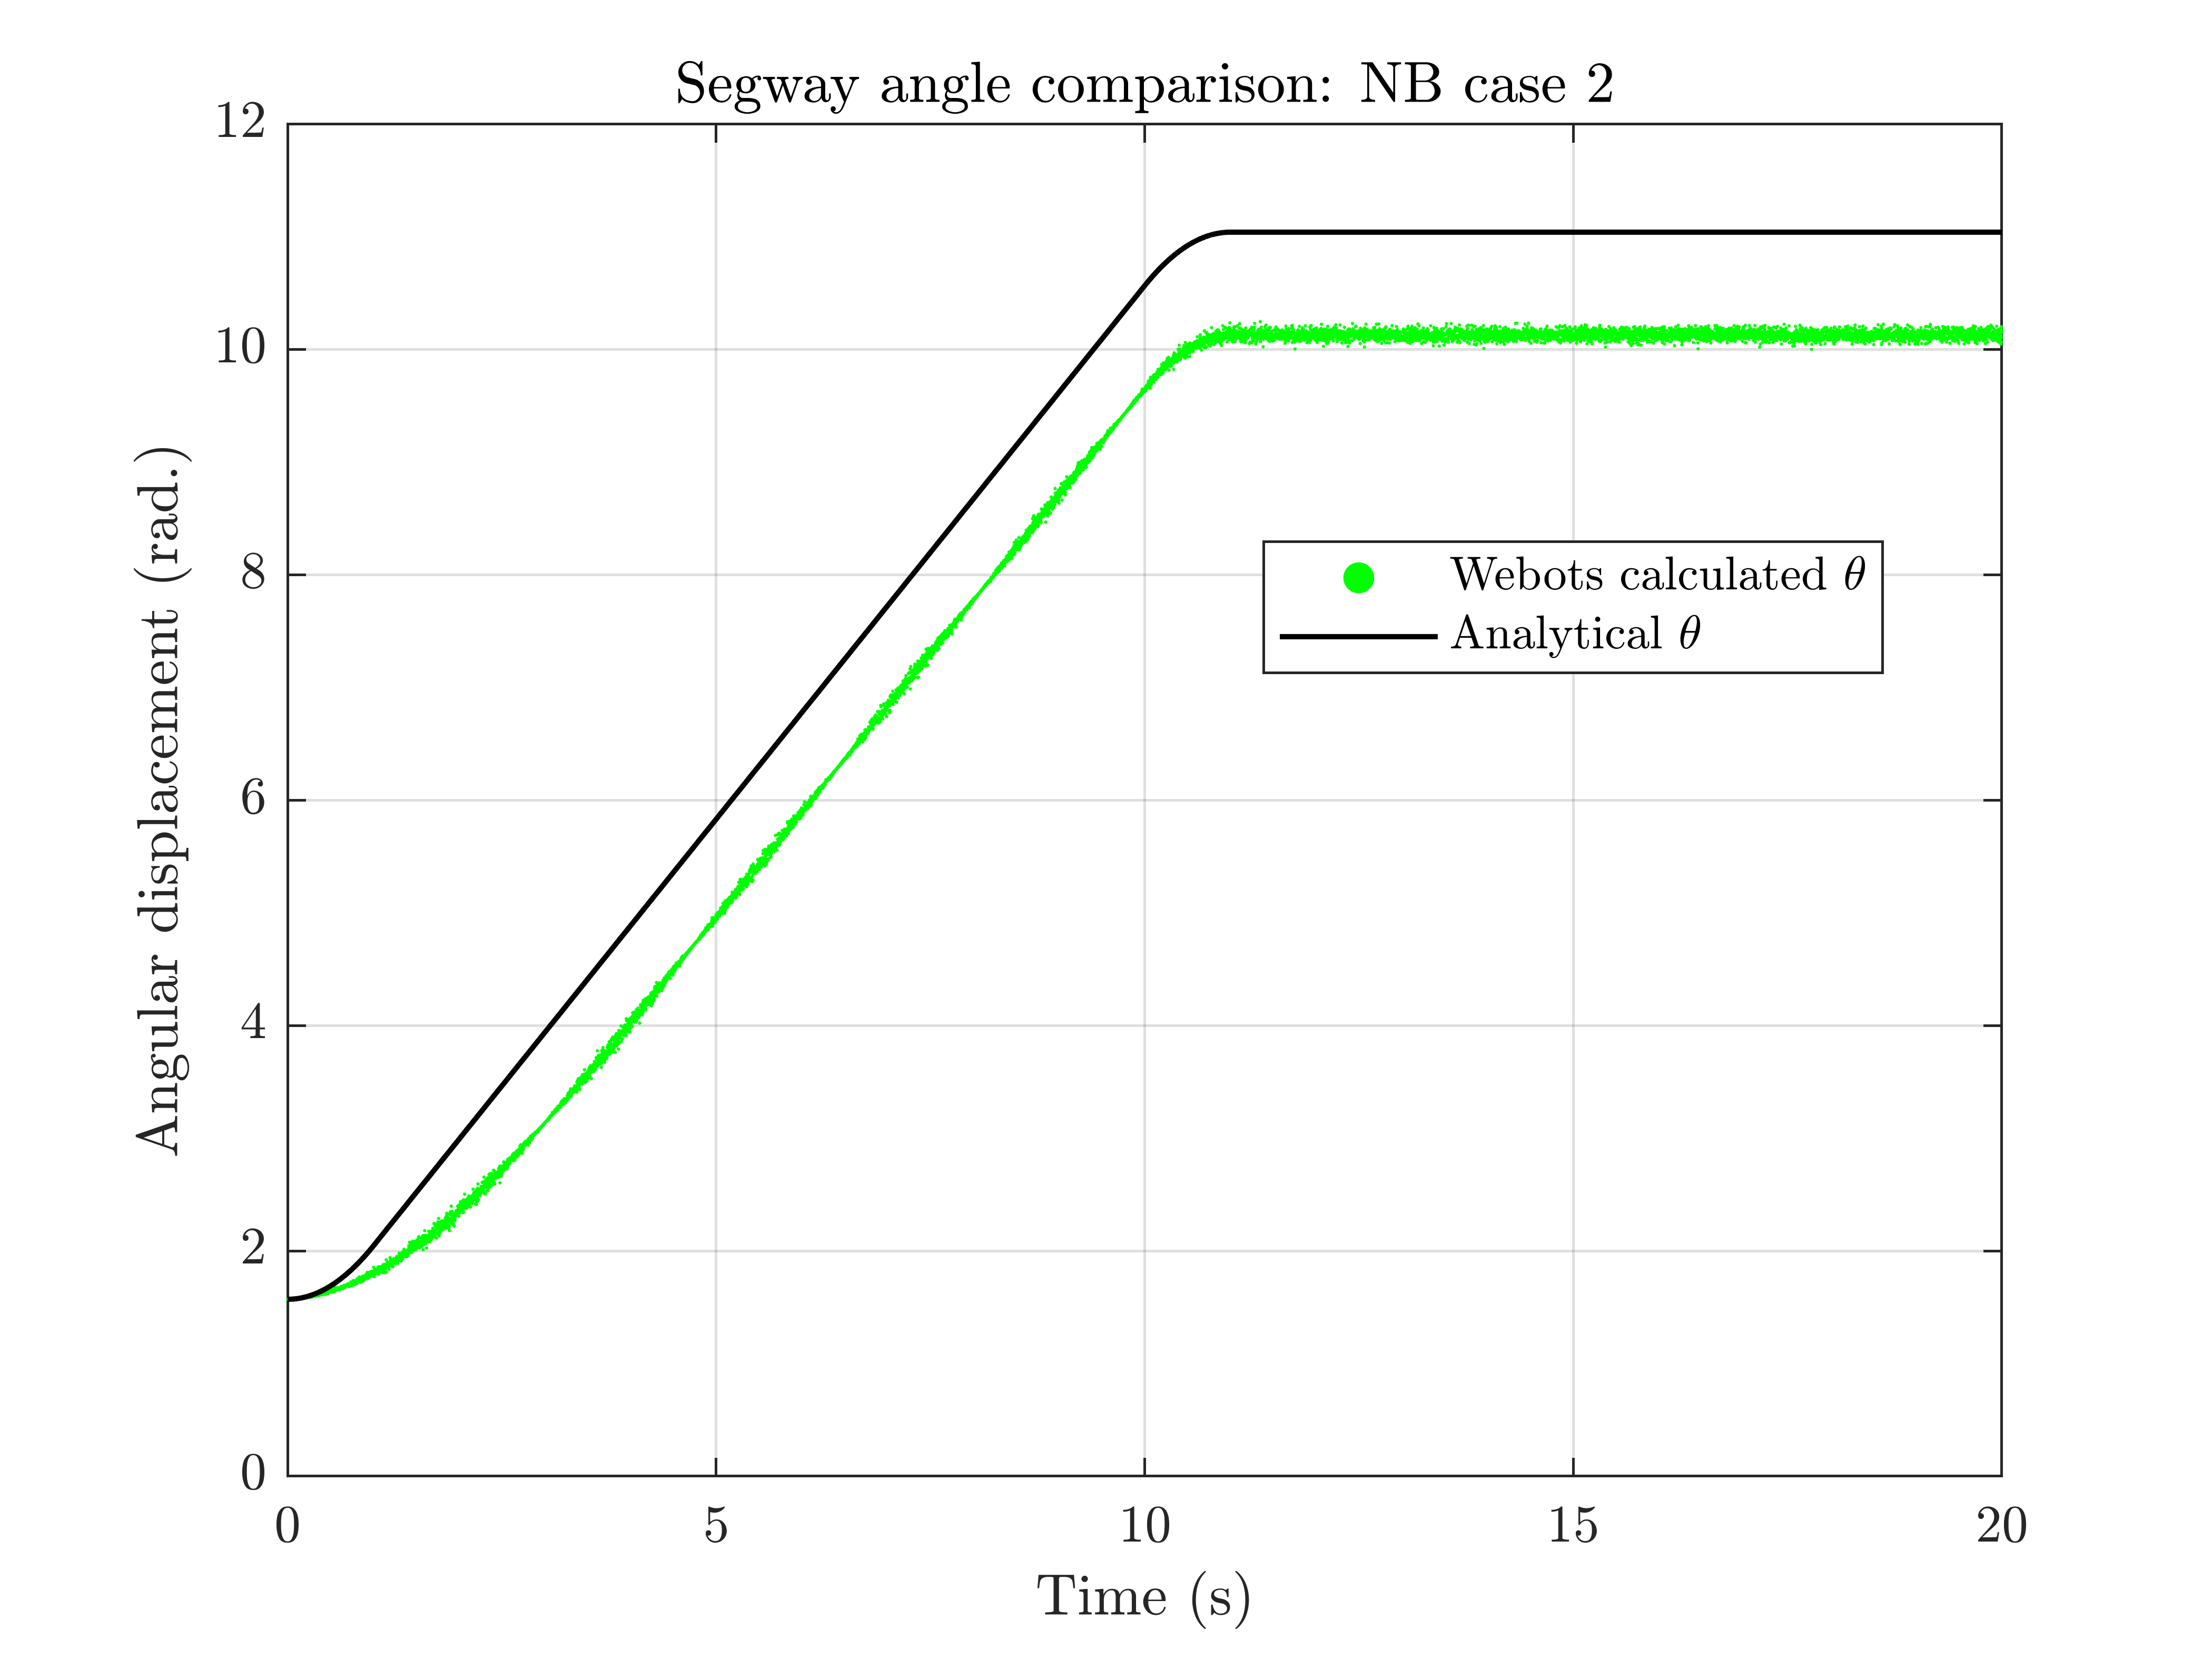 Segway angle comparison: NB case 2
12
10
8
6
4
2
0
Angular displacement (rad.)
Webots calculated θ
Analytical θ
0 5 10 15 20
Time (s)